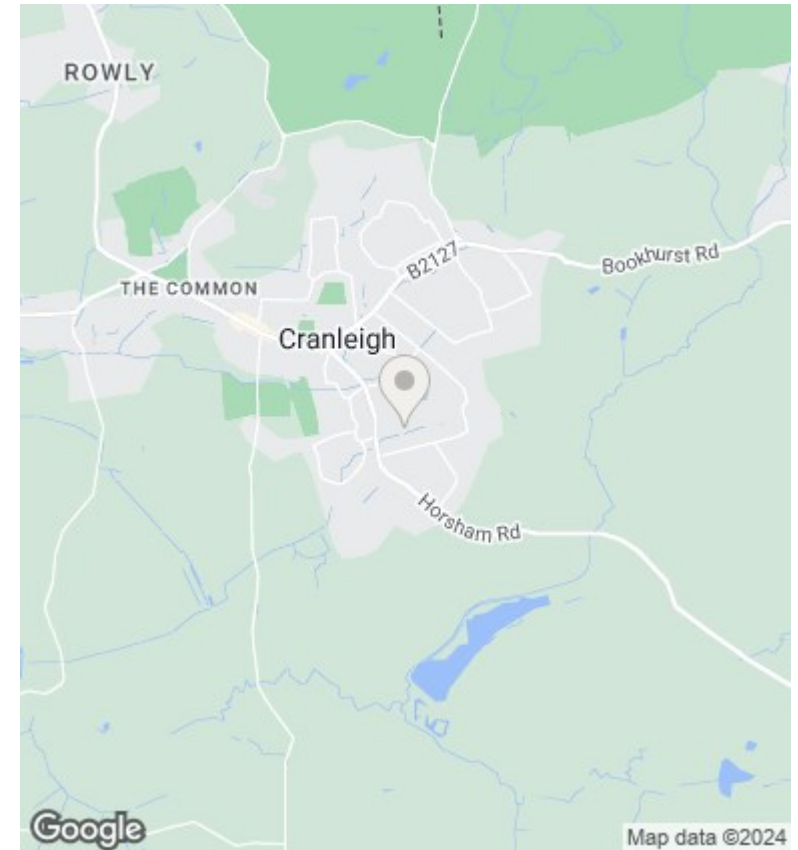 ROWLY
B2127
Bookhurst Rd
THE COMMON
Cranleigh
Horsham Rd
Google
Map data ©2024